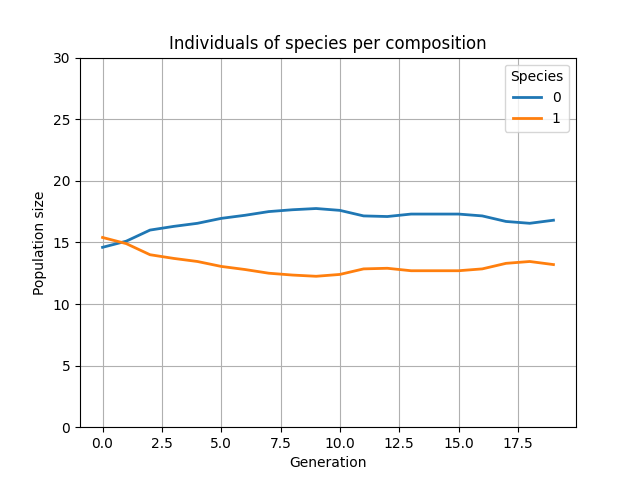 Individuals of species per composition
Species
0
1
30
25
20
15
10
5
0
Population size
0.0 2.5 5.0 7.5 10.0 12.5 15.0 17.5
Generation